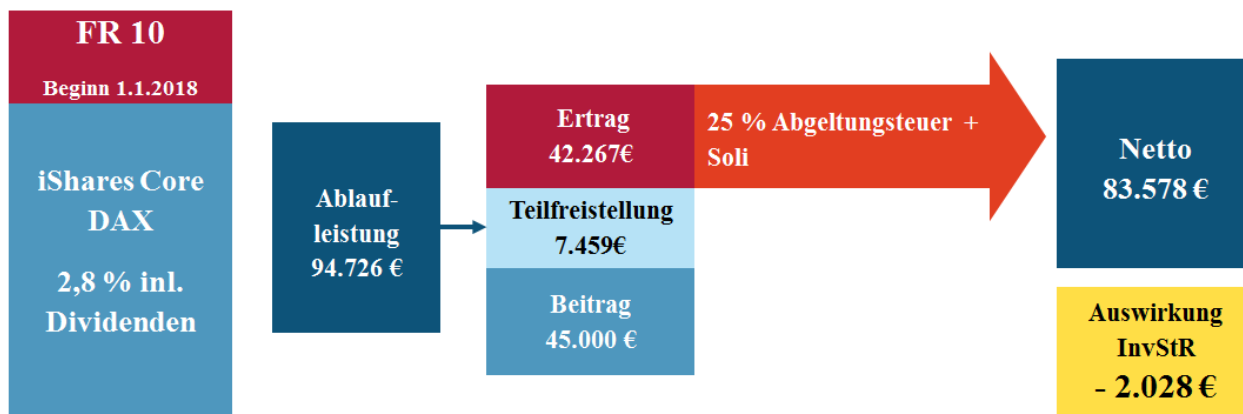 FR 10
Beginn 1.1.2018
iShares Core
DAX
2,8 % inl.
Dividenden
Ablauf-
leistung
94.726 €
Ertrag
42.267€
Teilfreistellung
7.459€
Beitrag
45.000 €
25 % Abgeltungsteuer +
Soli
Netto
83.578 €
Auswirkung
InvStR
- 2.028 €